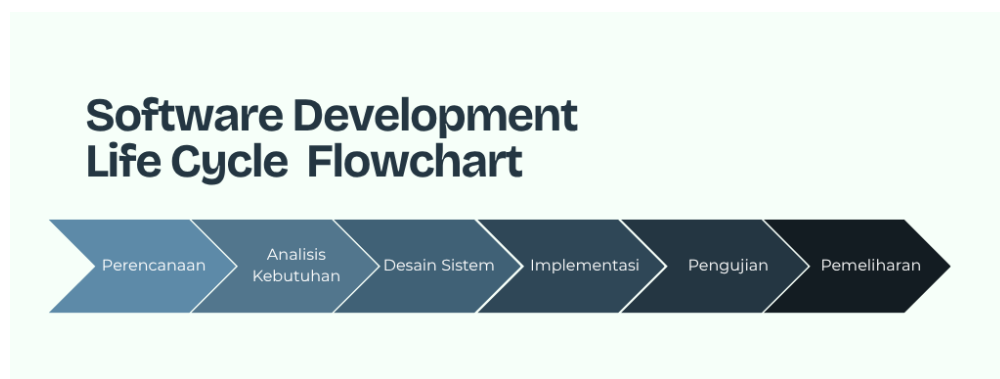 Software Development
Life Cycle Flowchart
Perencanaan
Analisis
Kebutuhan
Desain Sistem
Implementasi
Pengujian
Pemeliharan